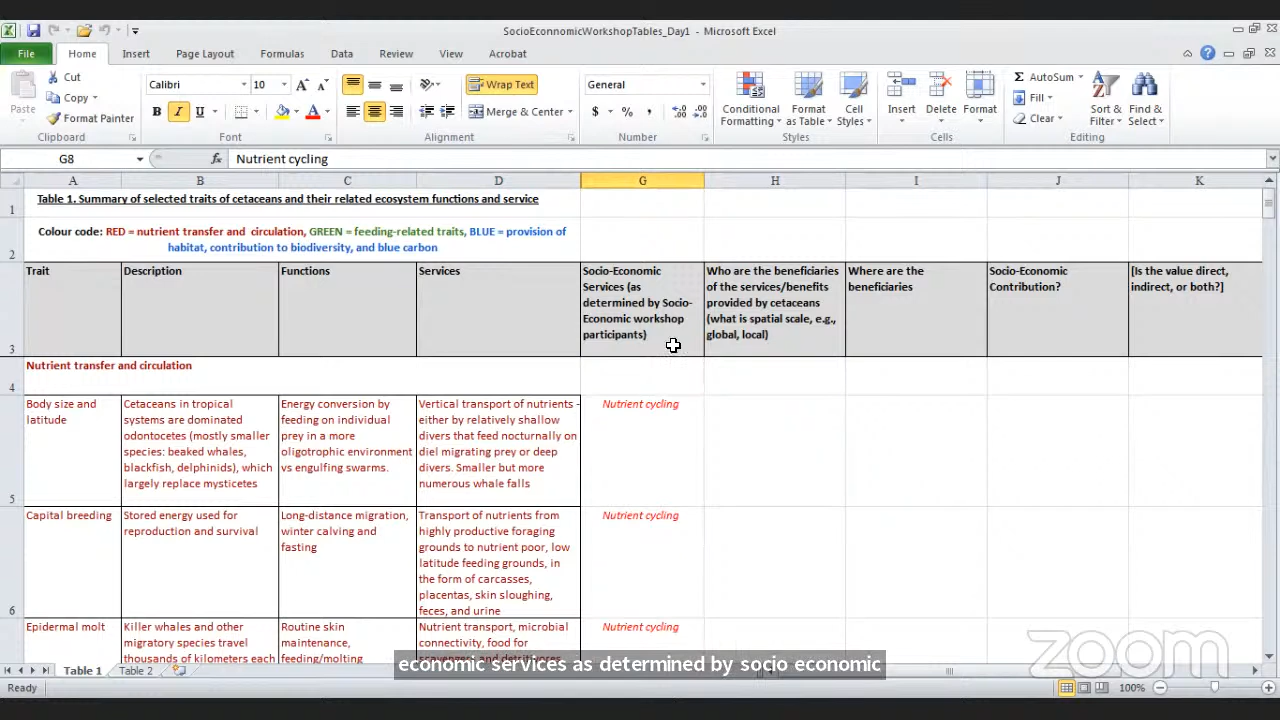 SocioEconnomicWorkshopTables_Day1 - Microsoft Excel
File Home Insert Page Layout Formulas Data Review View Acrobat
Paste
Cut
Copy
Format Painter
Clipboard
Calibri 10
B I U
Font
Wrap Text
Merge & Center
Alignment
General
$ % ,
Number
Conditional Formatting
Format as Table
Cell Styles
Styles
Insert Delete Format
Cells
AutoSum
Fill
Clear
Sort & Filter
Find & Select
Editing
G8 fx Nutrient cycling
A B C D G H I J K
1
Table 1. Summary of selected traits of cetaceans and their related ecosystem functions and service
2
Colour code: RED = nutrient transfer and circulation, GREEN = feeding-related traits, BLUE = provision of
habitat, contribution to biodiversity, and blue carbon
3
Trait
Description
Functions
Services
Socio-Economic
Services (as
determined by Socio-
Economic workshop
participants)
Who are the beneficiaries
of the services/benefits
provided by cetaceans
(what is spatial scale, e.g.,
global, local)
Where are the
beneficiaries
Socio-Economic
Contribution?
[Is the value direct,
indirect, or both?]
4
Nutrient transfer and circulation
5
Body size and
latitude
Cetaceans in tropical
systems are dominated
odontocetes (mostly smaller
species: beaked whales,
blackfish, delphinids), which
largely replace mysticetes
Energy conversion by
feeding on individual
prey in a more
oligotrophic environment
vs engulfing swarms.
Vertical transport of nutrients -
either by relatively shallow
divers that feed nocturnally on
diel migrating prey or deep
divers. Smaller but more
numerous whale falls
Nutrient cycling
6
Capital breeding
Stored energy used for
reproduction and survival
Long-distance migration,
winter calving and
fasting
Transport of nutrients from
highly productive foraging
grounds to nutrient poor, low
latitude feeding grounds, in
the form of carcasses,
placentas, skin sloughing,
feces, and urine
Nutrient cycling
Epidermal molt
Killer whales and other
migratory species travel
thousands of kilometers each
Routine skin
maintenance,
feeding/molting
Nutrient transport, microbial
connectivity, food for
Nutrient cycling
economic services as determined by socio economic
Table 1 Table 2
Ready
100%
zoom